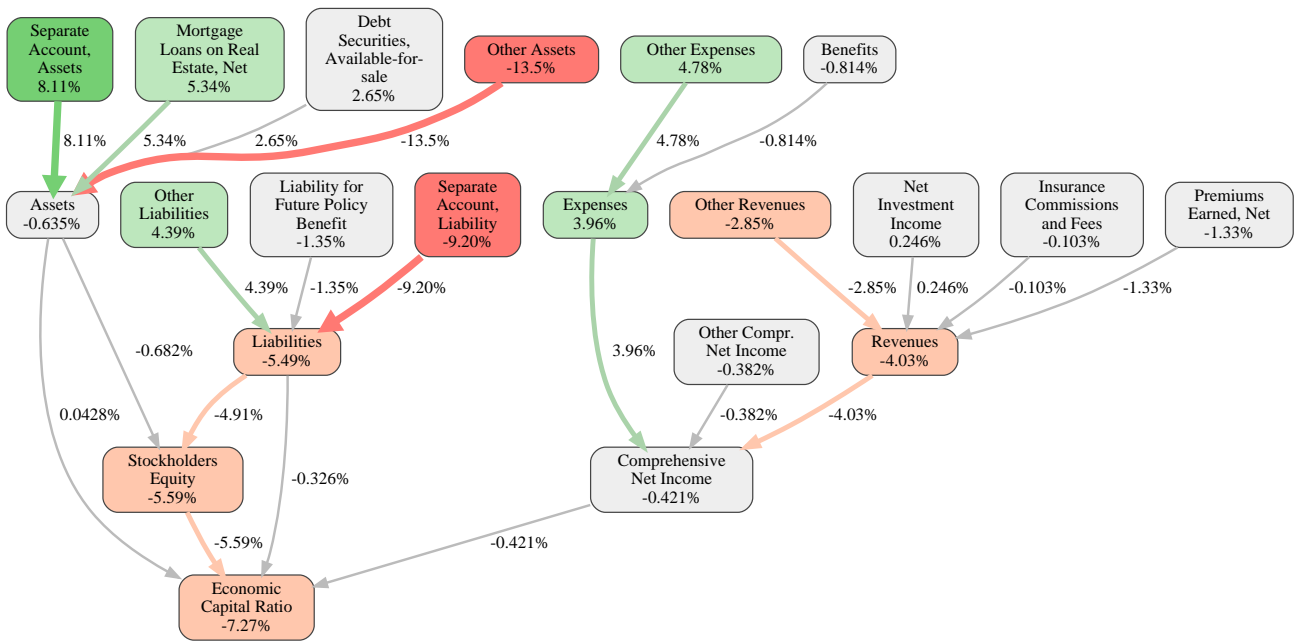 Separate
Account,
Assets
8.11%
Mortgage
Loans on Real
Estate, Net
5.34%
Debt
Securities,
Available-for-
sale
2.65%
Other Assets
-13.5%
Other Expenses
4.78%
Benefits
-0.814%
8.11%
5.34%
2.65%
-13.5%
4.78%
-0.814%
Assets
-0.635%
Other
Liabilities
4.39%
Liability for
Future Policy
Benefit
-1.35%
Separate
Account,
Liability
-9.20%
Expenses
3.96%
Other Revenues
-2.85%
Net
Investment
Income
0.246%
Insurance
Commissions
and Fees
-0.103%
Premiums
Earned, Net
-1.33%
4.39%
-1.35%
-9.20%
-2.85%
0.246%
-0.103%
-1.33%
Liabilities
-5.49%
-0.682%
3.96%
Other Compr.
Net Income
-0.382%
Revenues
-4.03%
0.0428%
-4.91%
-0.382%
-4.03%
Stockholders
Equity
-5.59%
-0.326%
Comprehensive
Net Income
-0.421%
-5.59%
-0.421%
Economic
Capital Ratio
-7.27%